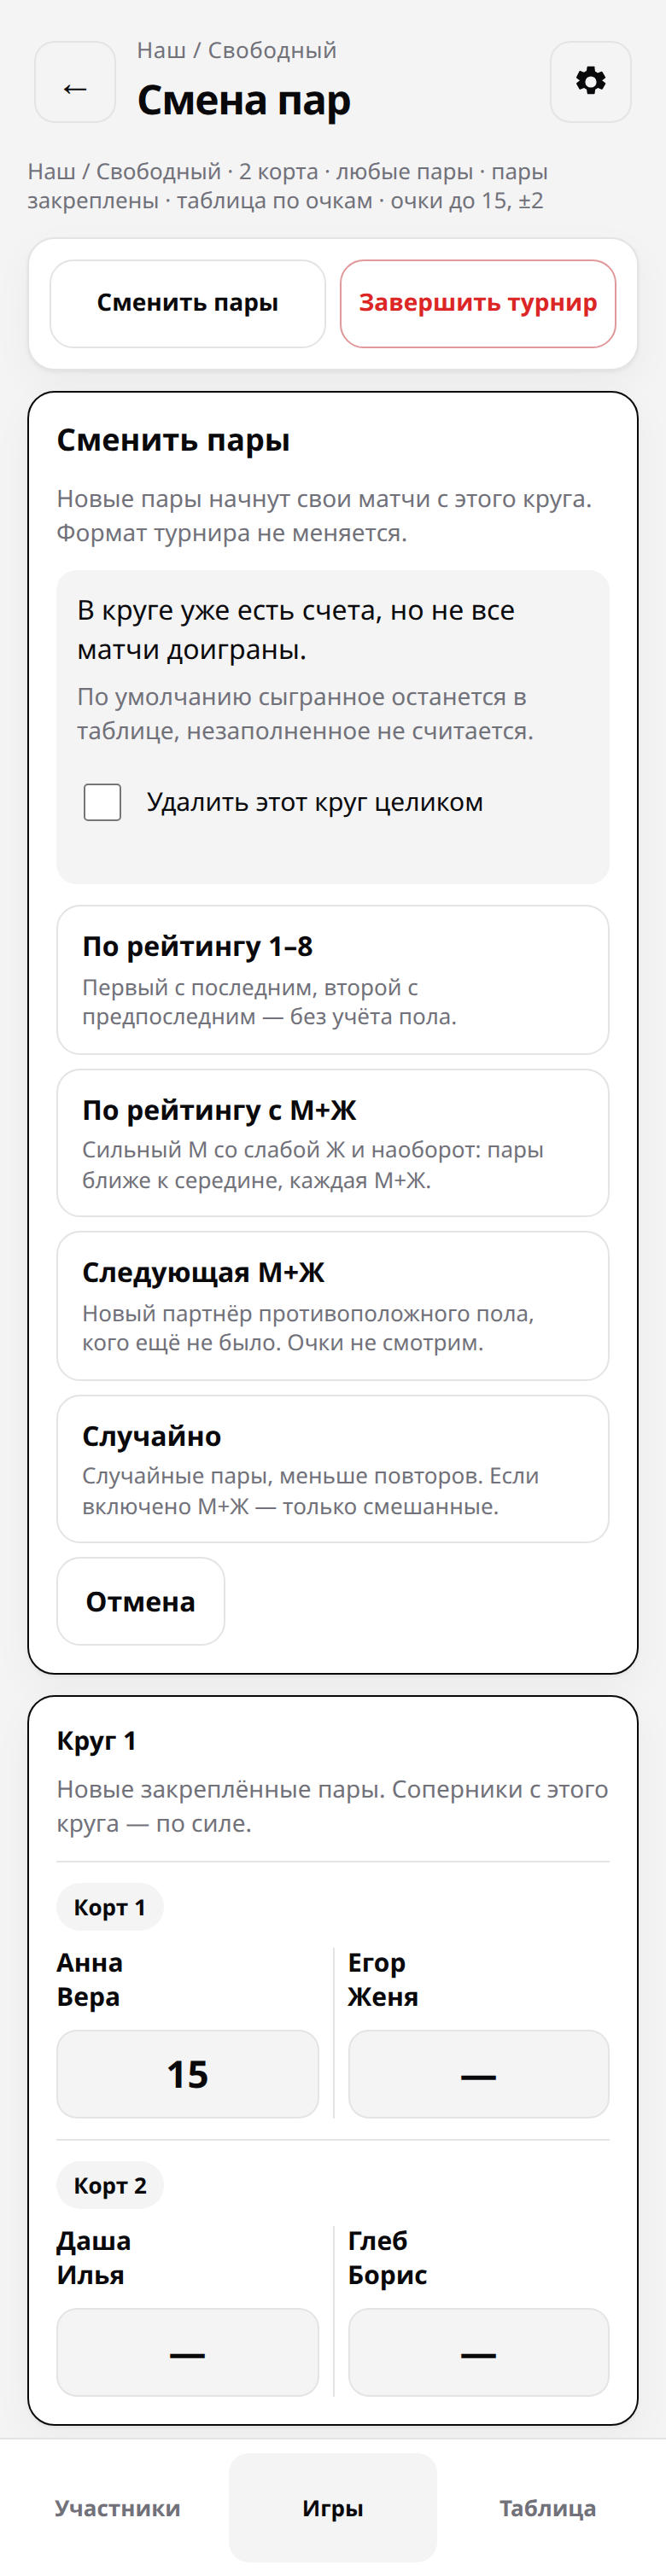 ←
Наш / Свободный
Смена пар
Наш / Свободный · 2 корта · любые пары · пары
закреплены · таблица по очкам · очки до 15, ±2
Сменить пары
Завершить турнир
Сменить пары
Новые пары начнут свои матчи с этого круга.
Формат турнира не меняется.
В круге уже есть счета, но не все
матчи доиграны.
По умолчанию сыгранное останется в
таблице, незаполненное не считается.
Удалить этот круг целиком
По рейтингу 1–8
Первый с последним, второй с
предпоследним — без учёта пола.
По рейтингу с М+Ж
Сильный М со слабой Ж и наоборот: пары
ближе к середине, каждая М+Ж.
Следующая М+Ж
Новый партнёр противоположного пола,
кого ещё не было. Очки не смотрим.
Случайно
Случайные пары, меньше повторов. Если
включено М+Ж — только смешанные.
Отмена
Круг 1
Новые закреплённые пары. Соперники с этого
круга — по силе.
Корт 1
Анна
Вера
15
Егор
Женя
—
Корт 2
Даша
Илья
—
Глеб
Борис
—
Участники
Игры
Таблица